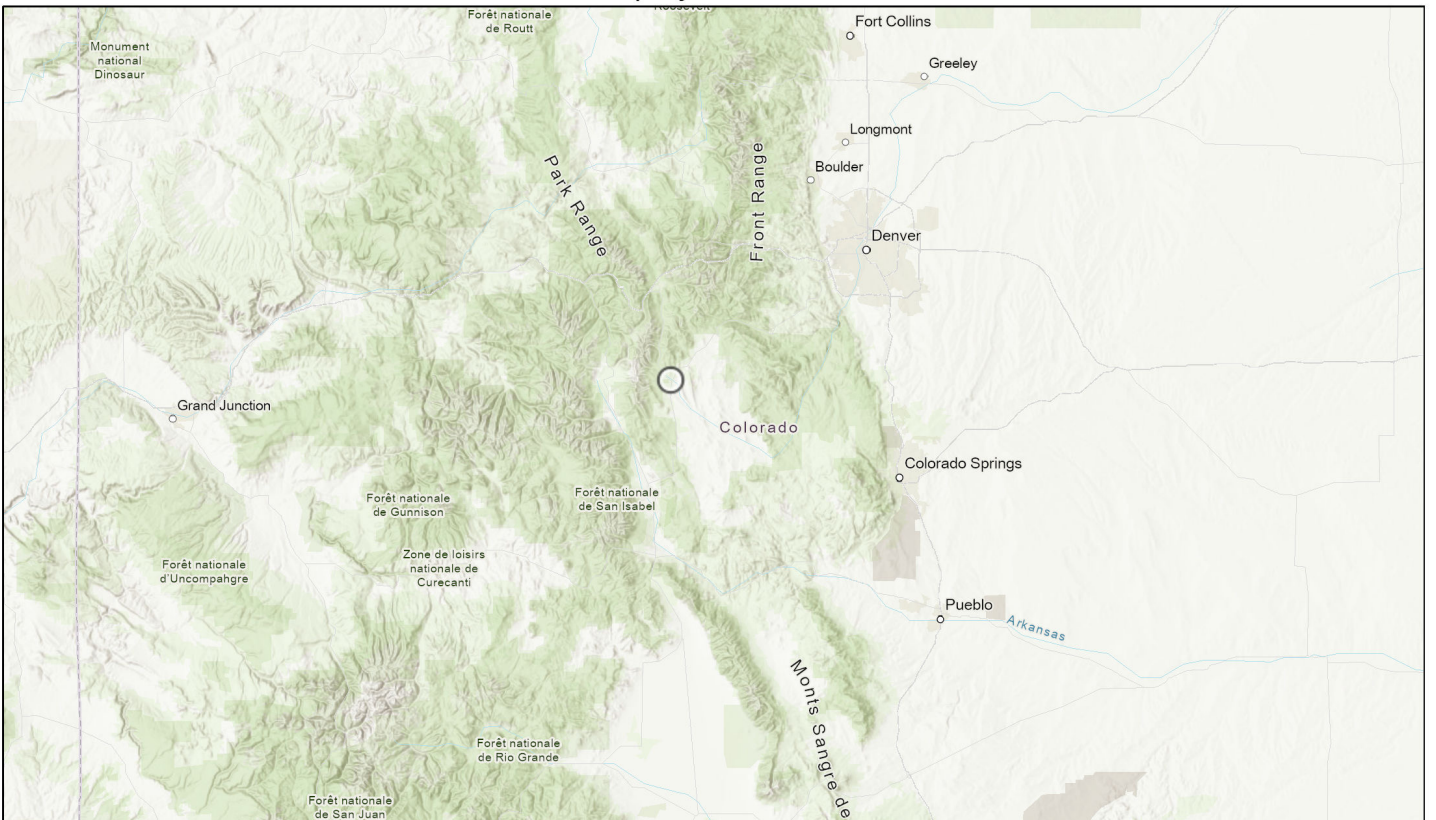 Roosevelt
Forêt nationale
de Routt
Fort Collins
Monument
national
Dinosaur
Greeley
Longmont
Boulder
Park Range
Front Range
Denver
Grand Junction
Colorado
Colorado Springs
Forêt nationale
de Gunnison
Forêt nationale
de San Isabel
Zone de loisirs
nationale de
Curecanti
Forêt nationale
d'Uncompahgre
Pueblo
Arkansas
Monts Sangre de
Forêt nationale
de Rio Grande
Forêt nationale
de San Juan